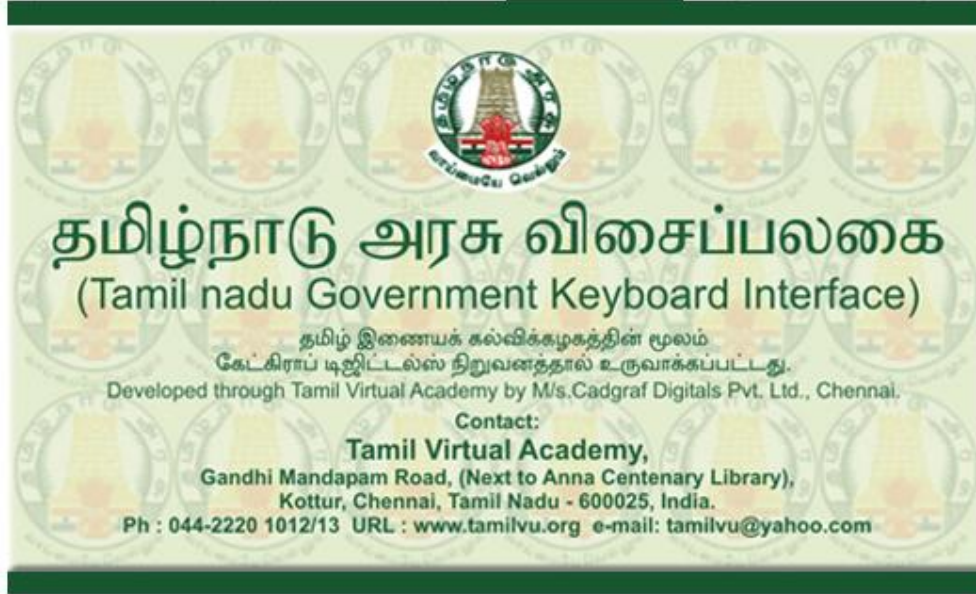 தமிழ்நாடு அரசு
வாய்மையே வெல்லும்
தமிழ்நாடு அரசு விசைப்பலகை
(Tamil nadu Government Keyboard Interface)
தமிழ் இணையக் கல்விக்கழகத்தின் மூலம்
கேட்கிராப் டிஜிட்டல்ஸ் நிறுவனத்தால் உருவாக்கப்பட்டது.
Developed through Tamil Virtual Academy by M/s.Cadgraf Digitals Pvt. Ltd., Chennai.
Contact:
Tamil Virtual Academy,
Gandhi Mandapam Road, (Next to Anna Centenary Library),
Kottur, Chennai, Tamil Nadu - 600025, India.
Ph : 044-2220 1012/13 URL : www.tamilvu.org e-mail: tamilvu@yahoo.com